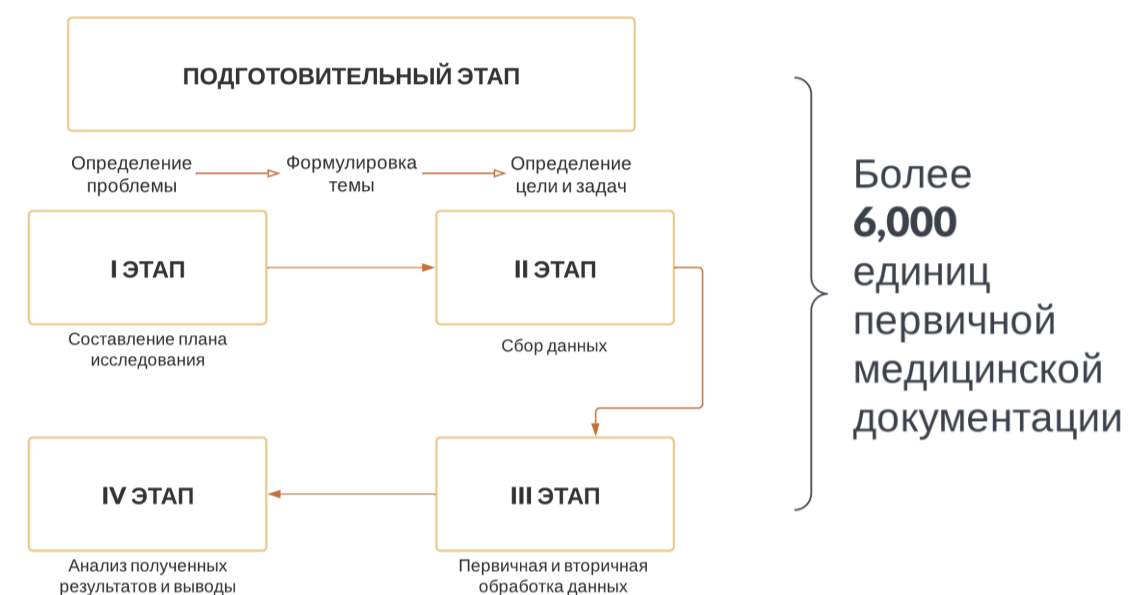 ПОДГОТОВИТЕЛЬНЫЙ ЭТАП
Определение
проблемы
Формулировка
темы
Определение
цели и задач
I ЭТАП
Составление плана
исследования
II ЭТАП
Сбор данных
III ЭТАП
Первичная и вторичная
обработка данных
IV ЭТАП
Анализ полученных
результатов и выводы
Более
6,000
единиц
первичной
медицинской
документации